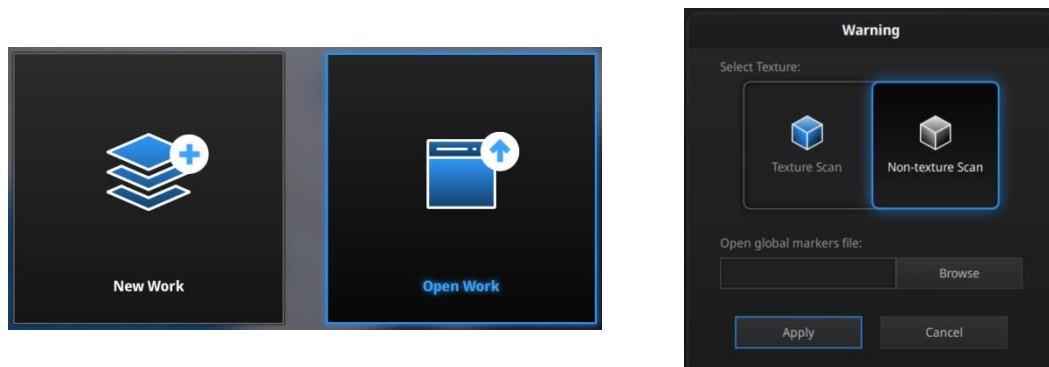 New Work
Open Work
Warning
Select Texture:
Texture Scan
Non-texture Scan
Open global markers file:
Browse
Apply
Cancel